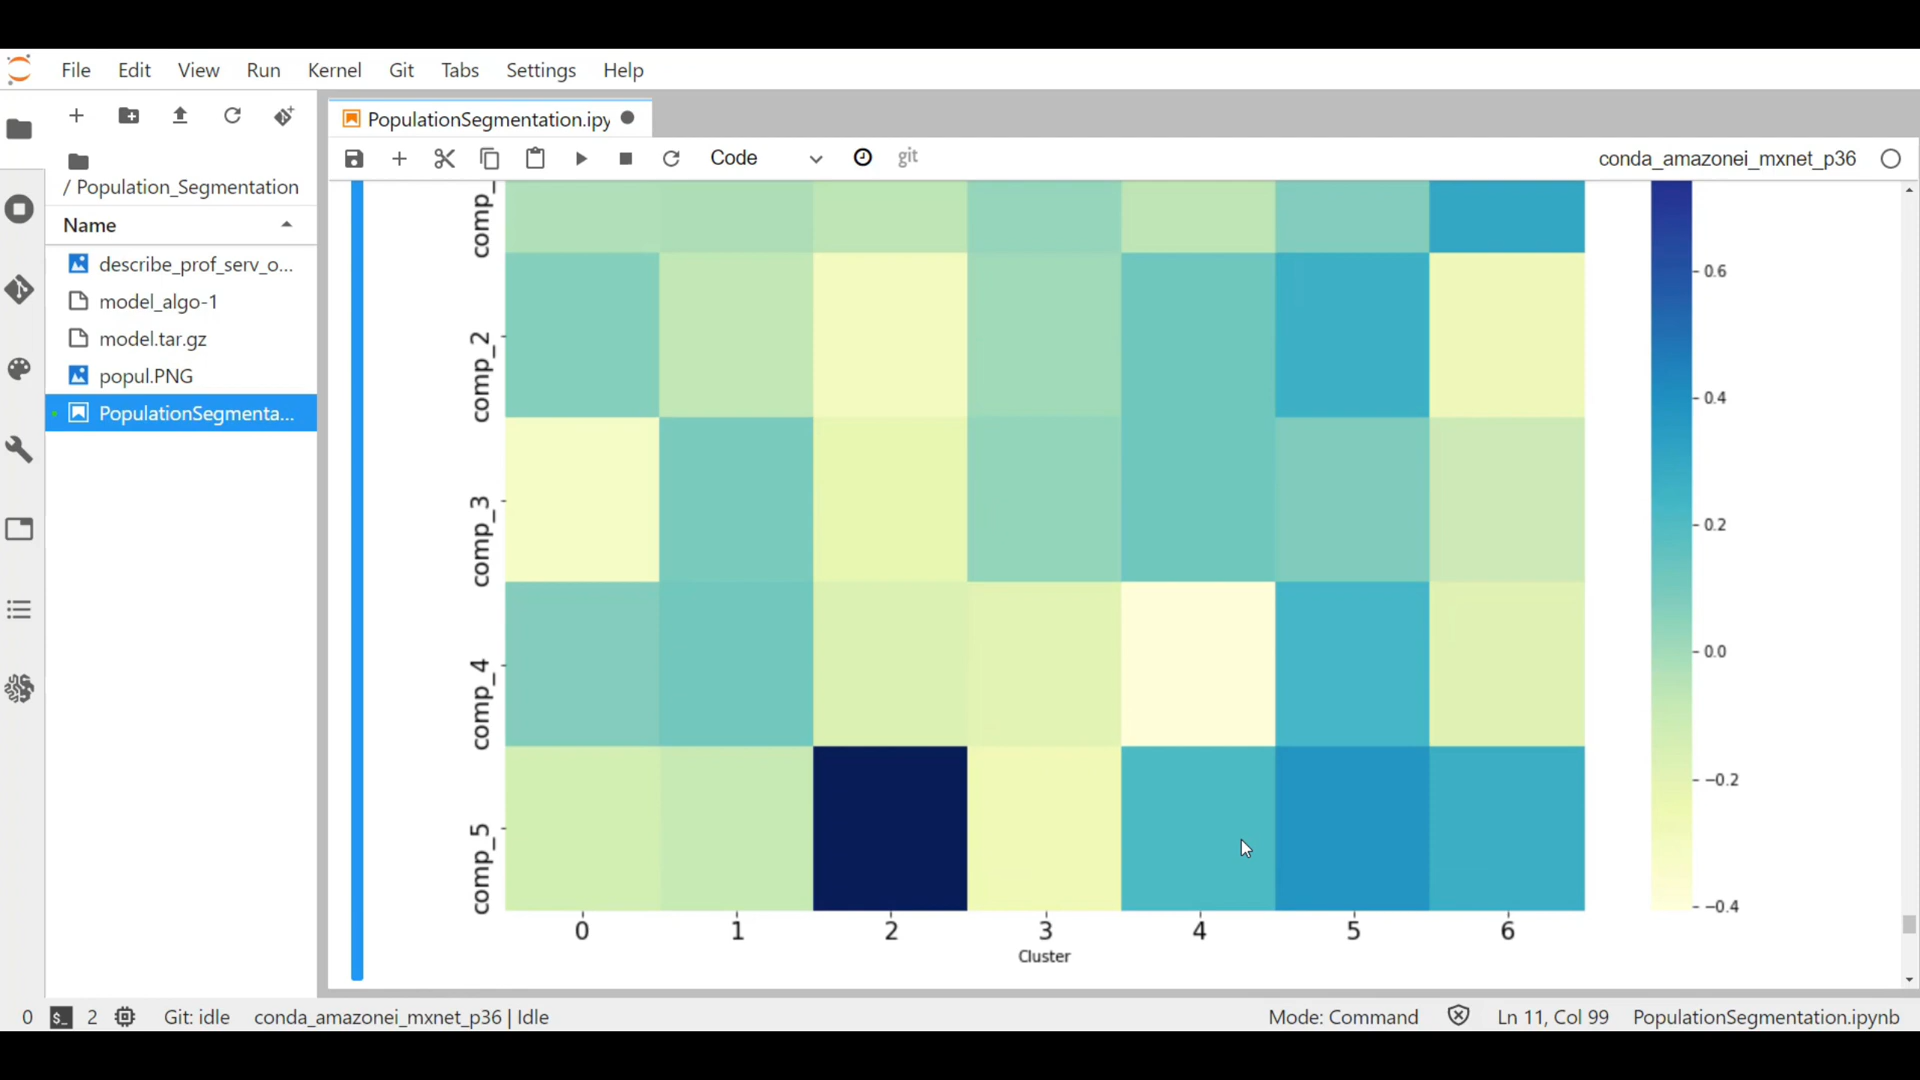 File Edit View Run Kernel Git Tabs Settings Help
PopulationSegmentation.ipy
Code
git
conda_amazonei_mxnet_p36
/ Population_Segmentation
Name
describe_prof_serv_o...
model_algo-1
model.tar.gz
popul.PNG
PopulationSegmenta...
comp_
comp_2
comp_3
comp_4
comp_5
0 1 2 3 4 5 6
Cluster
0.6
0.4
0.2
0.0
−0.2
−0.4
0 $_ 2 Git: idle conda_amazonei_mxnet_p36 | Idle Mode: Command Ln 11, Col 99 PopulationSegmentation.ipynb